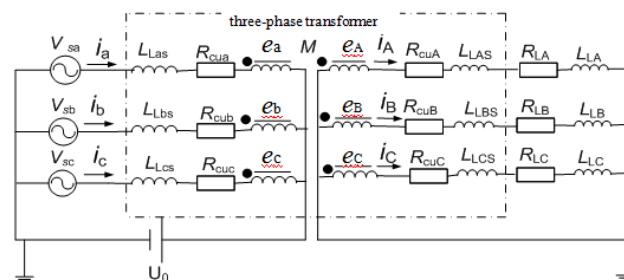 three-phase transformer
Vsa ia LLas Rcua ea M eA iA RcuA LLAS RLA LLA
Vsb ib LLbs Rcub eb eB iB RcuB LLBS RLB LLB
Vsc ic LLcs Rcuc ec eC iC RcuC LLCS RLC LLC
U0